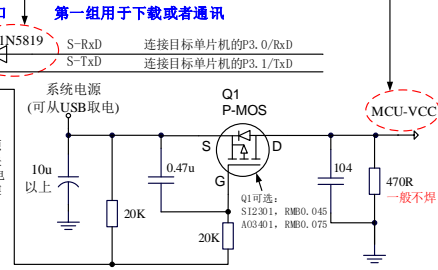 口 第一组用于下载或者通讯
1N5819
S-RxD 连接目标单片机的P3.0/RxD
S-TxD 连接目标单片机的P3.1/TxD
系统电源
(可从USB取电)
Q1
P-MOS
MCU-VCC
S
D
G
10u
以上
0.47u
104
470R
一般不焊
20K
20K
Q1可选:
SI2301, RMB0.045
AO3401, RMB0.075
电